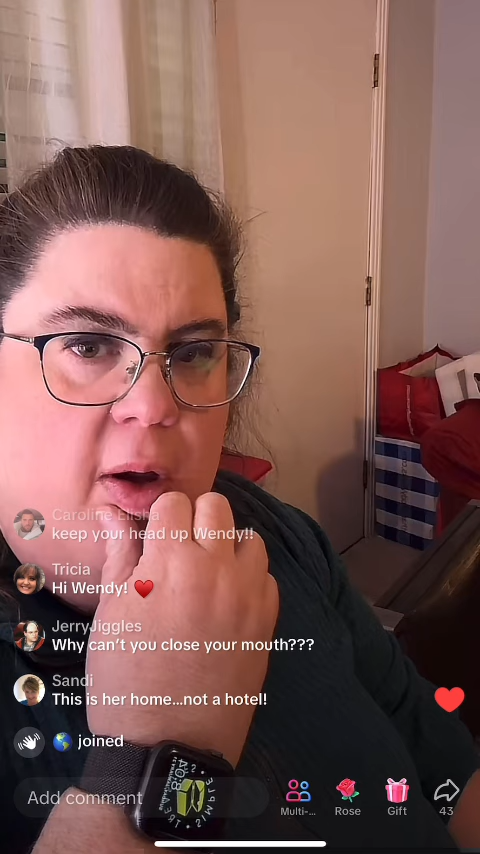 Caroline Elisha
keep your head up Wendy!!
Tricia
Hi Wendy! ❤️
JerryJiggles
Why can't you close your mouth???
Sandi
This is her home...not a hotel!
🌎 joined
Add comment
Multi-...
Rose
Gift
43
SIMPLE